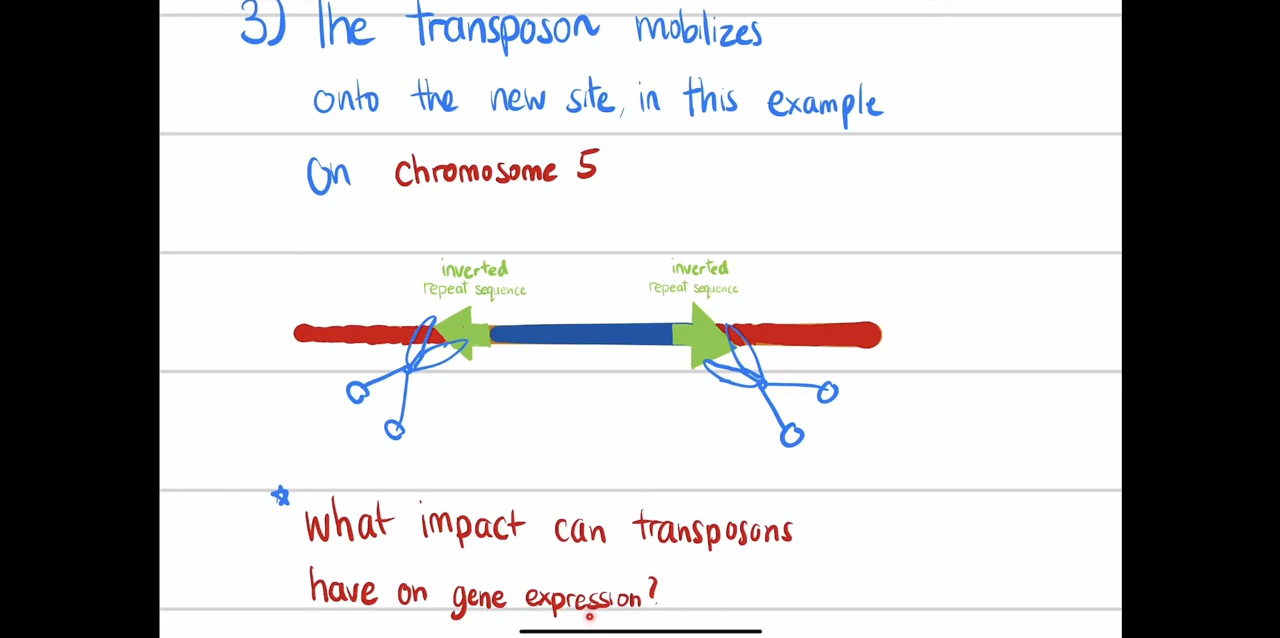 3) The transposon mobilizes
onto the new site, in this example
on chromosome 5
inverted
repeat sequence
inverted
repeat sequence
What impact can transposons
have on gene expression?